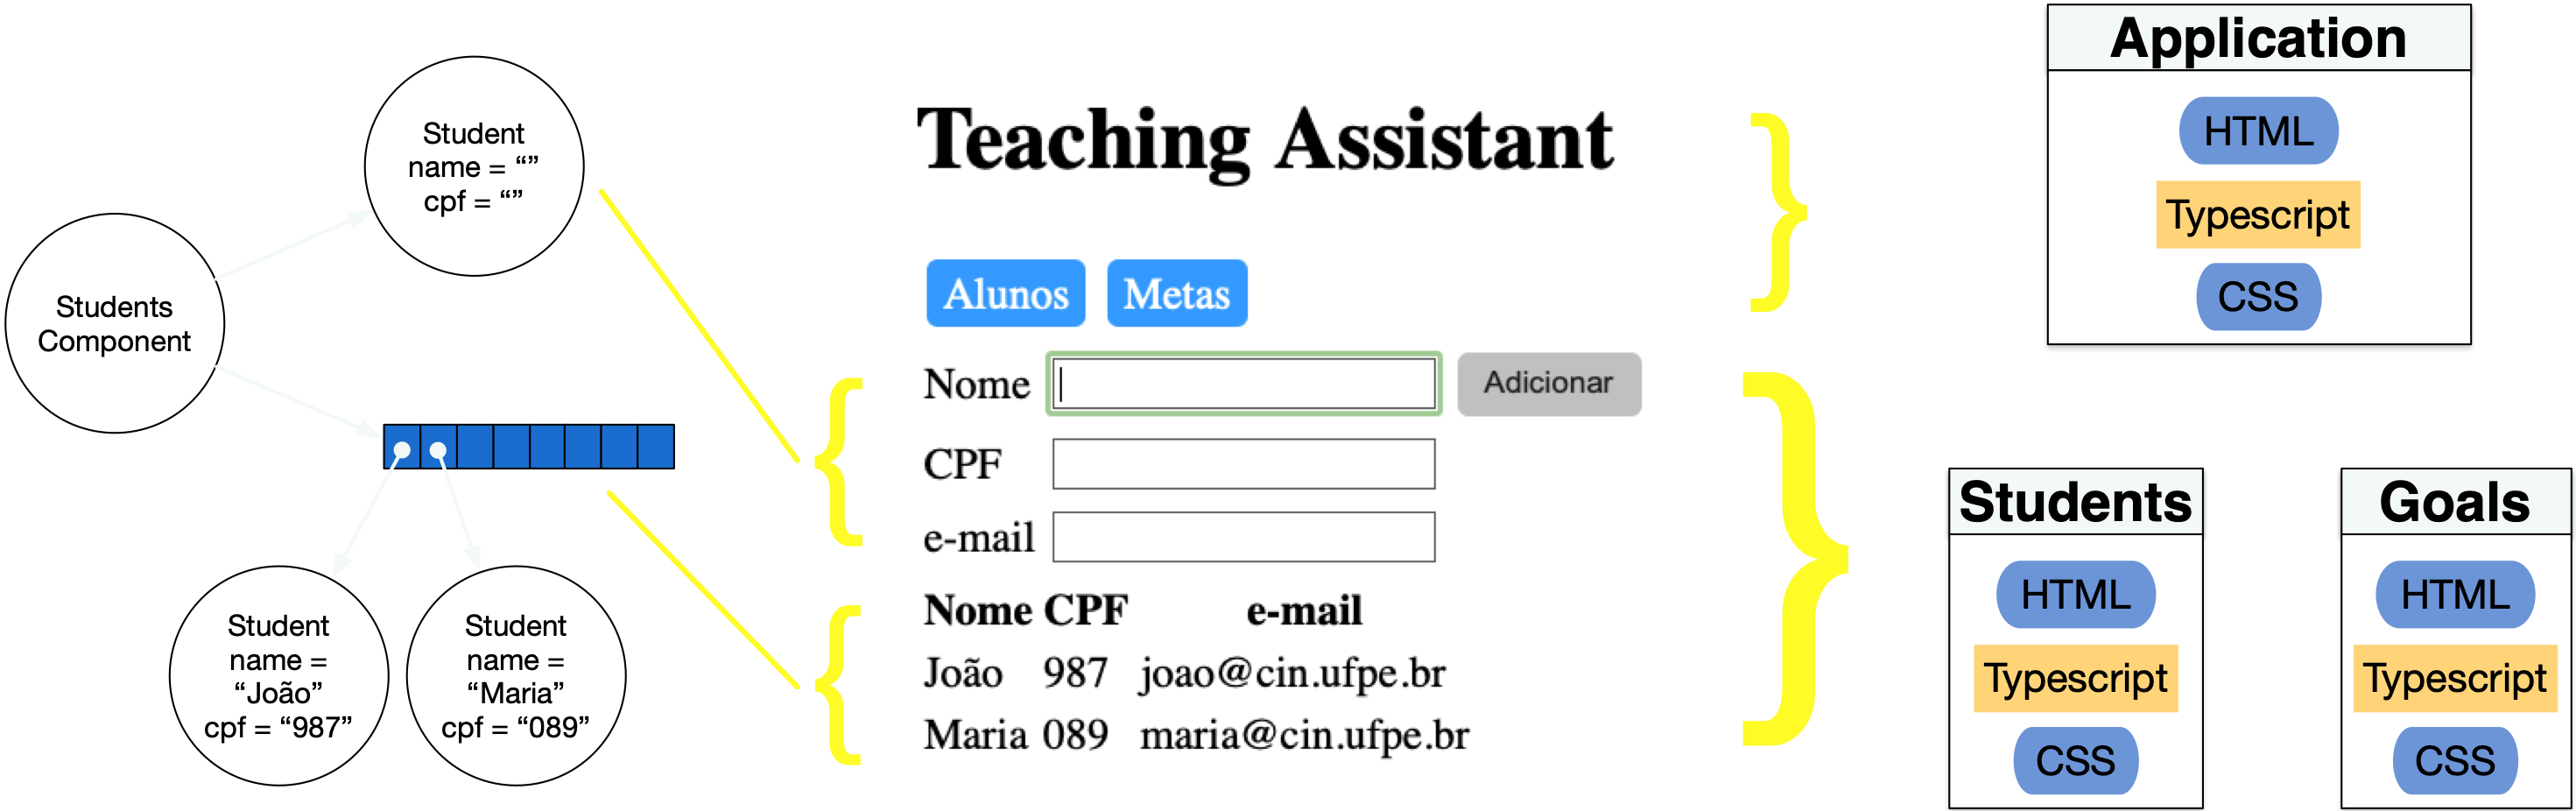 Students
Component
Student
name = “”
cpf = “”
Student
name =
“João”
cpf = “987”
Student
name =
“Maria”
cpf = “089”
Teaching Assistant
Alunos Metas
Nome Adicionar
CPF
e-mail
Nome CPF e-mail
João 987 joao@cin.ufpe.br
Maria 089 maria@cin.ufpe.br
Application
HTML
Typescript
CSS
Students
HTML
Typescript
CSS
Goals
HTML
Typescript
CSS